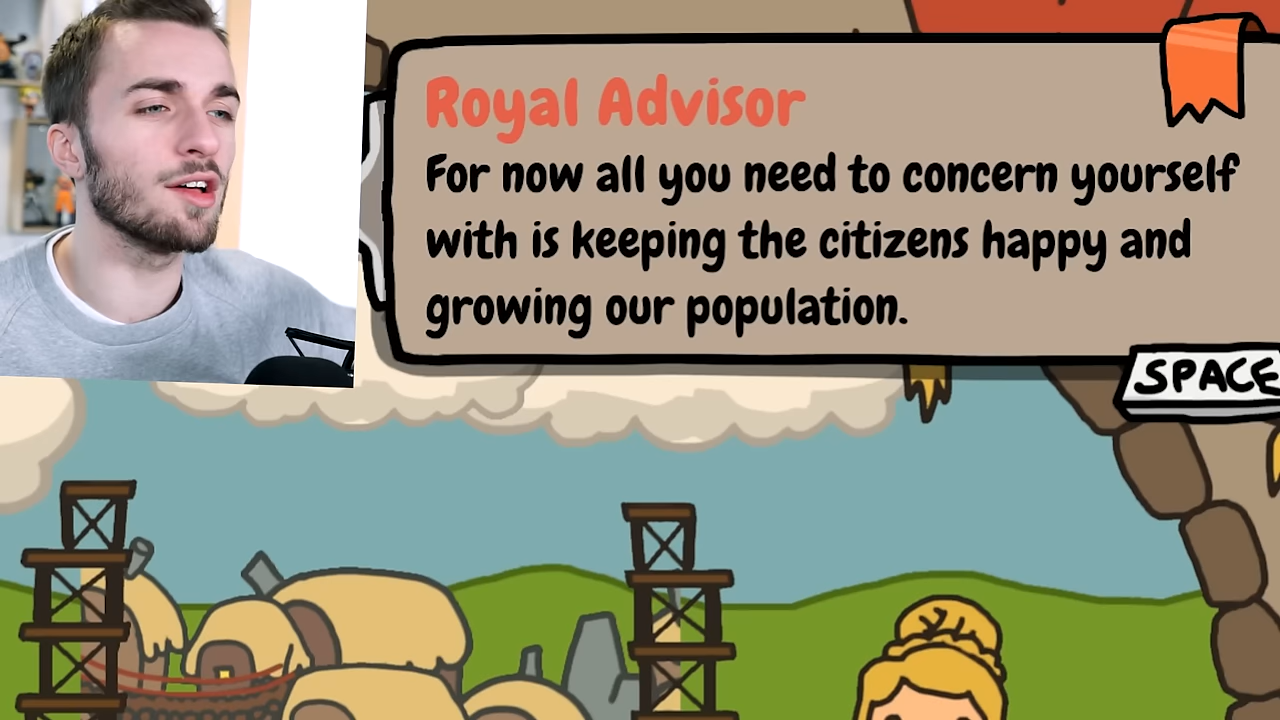 Royal Advisor
For now all you need to concern yourself
with is keeping the citizens happy and
growing our population.
SPACE